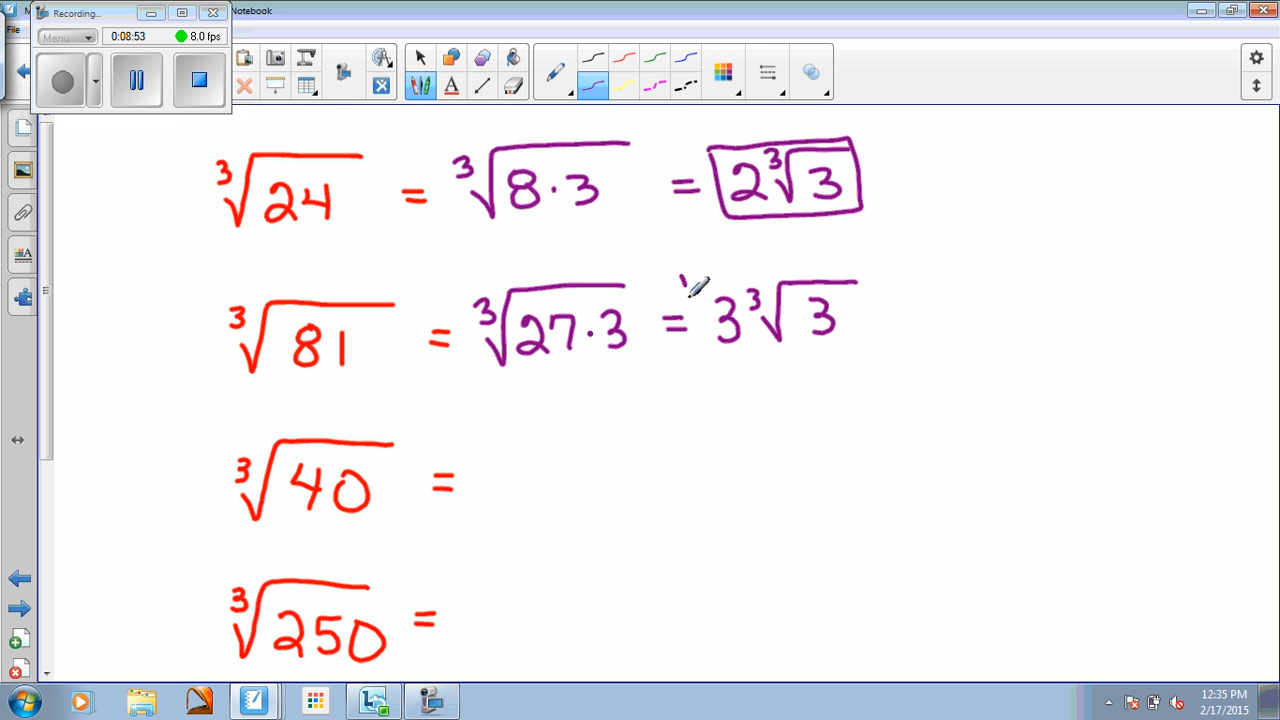 Recording...
Notebook
Menu 0:08:53 8.0 fps
File
∛24 = ∛8·3 = 2∛3
∛81 = ∛27·3 = 3∛3
∛40 =
∛250 =
12:35 PM
2/17/2015